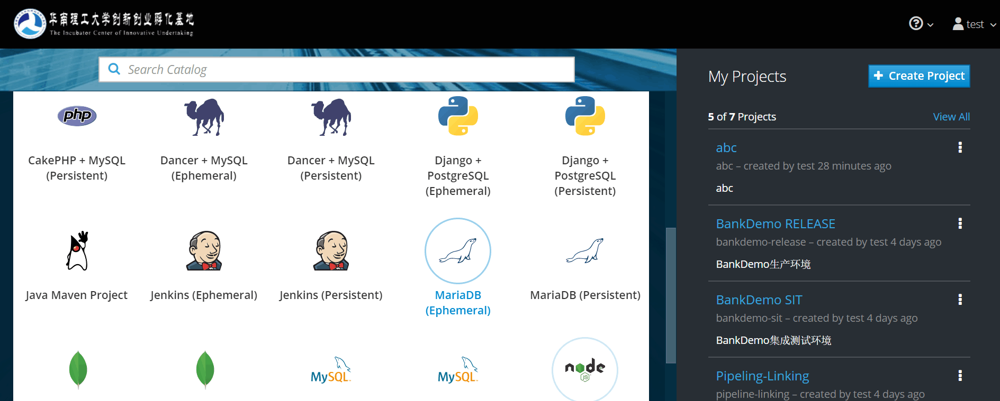 华南理工大学创新创业孵化基地
The Incubator Center of Innovative Undertaking
test
Search Catalog
php
CakePHP + MySQL
(Persistent)
Dancer + MySQL
(Ephemeral)
Dancer + MySQL
(Persistent)
Django +
PostgreSQL
(Ephemeral)
Django +
PostgreSQL
(Persistent)
Java Maven Project
Jenkins (Ephemeral)
Jenkins (Persistent)
MariaDB
(Ephemeral)
MariaDB (Persistent)
MySQL
MySQL
node
JS
My Projects
+ Create Project
5 of 7 Projects
View All
abc
abc – created by test 28 minutes ago
abc
BankDemo RELEASE
bankdemo-release – created by test 4 days ago
BankDemo生产环境
BankDemo SIT
bankdemo-sit – created by test 4 days ago
BankDemo集成测试环境
Pipeling-Linking
pipeline-linking – created by test 4 days ago